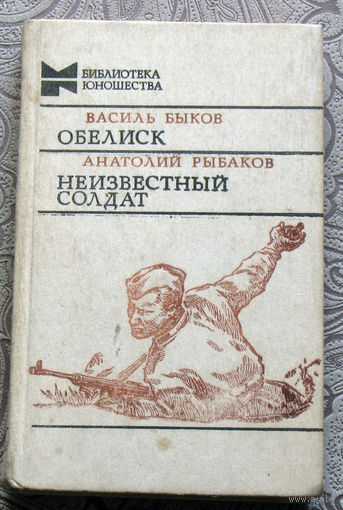 БИБЛИОТЕКА
ЮНОШЕСТВА
ВАСИЛЬ БЫКОВ
ОБЕЛИСК
АНАТОЛИЙ РЫБАКОВ
НЕИЗВЕСТНЫЙ
СОЛДАТ